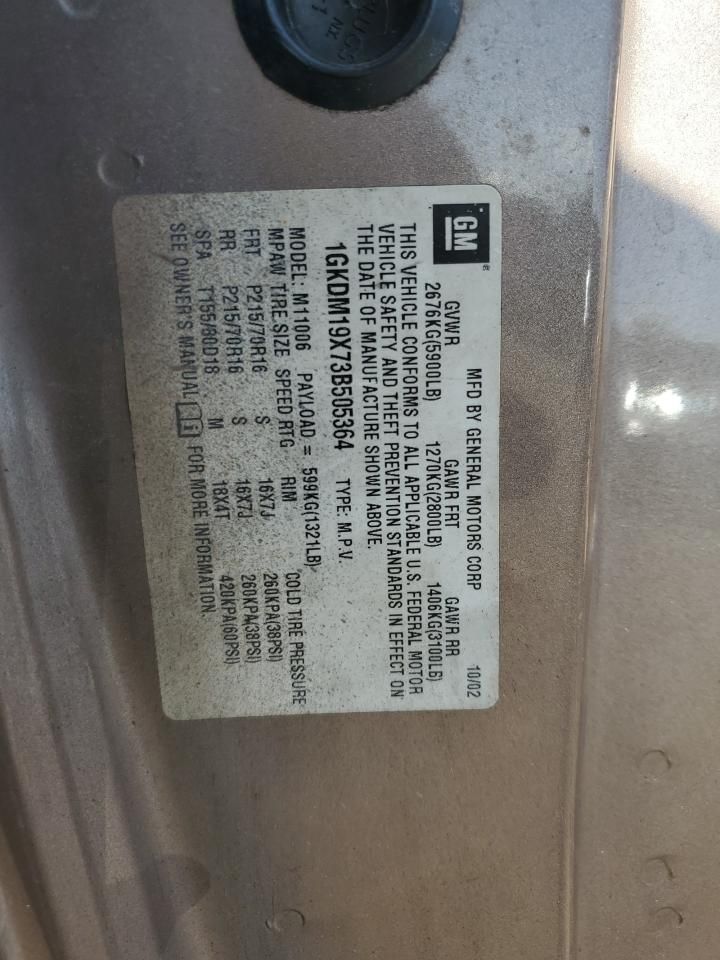 GM
MFD BY GENERAL MOTORS CORP 10/02
GVWR GAWR FRT GAWR RR
2676KG(5900LB) 1270KG(2800LB) 1406KG(3100LB)
THIS VEHICLE CONFORMS TO ALL APPLICABLE U.S. FEDERAL MOTOR
VEHICLE SAFETY AND THEFT PREVENTION STANDARDS IN EFFECT ON
THE DATE OF MANUFACTURE SHOWN ABOVE.
1GKDM19X73B505364 TYPE: M.P.V.
MODEL: M11006 PAYLOAD = 599KG(1321LB)
MPAW TIRE SIZE SPEED RTG RIM COLD TIRE PRESSURE
FRT P215/70R16 S 16X7J 260KPA(38PSI)
RR P215/70R16 S 16X7J 260KPA(38PSI)
SPA T155/80D18 M 18X4T 420KPA(60PSI)
SEE OWNER'S MANUAL FOR MORE INFORMATION.